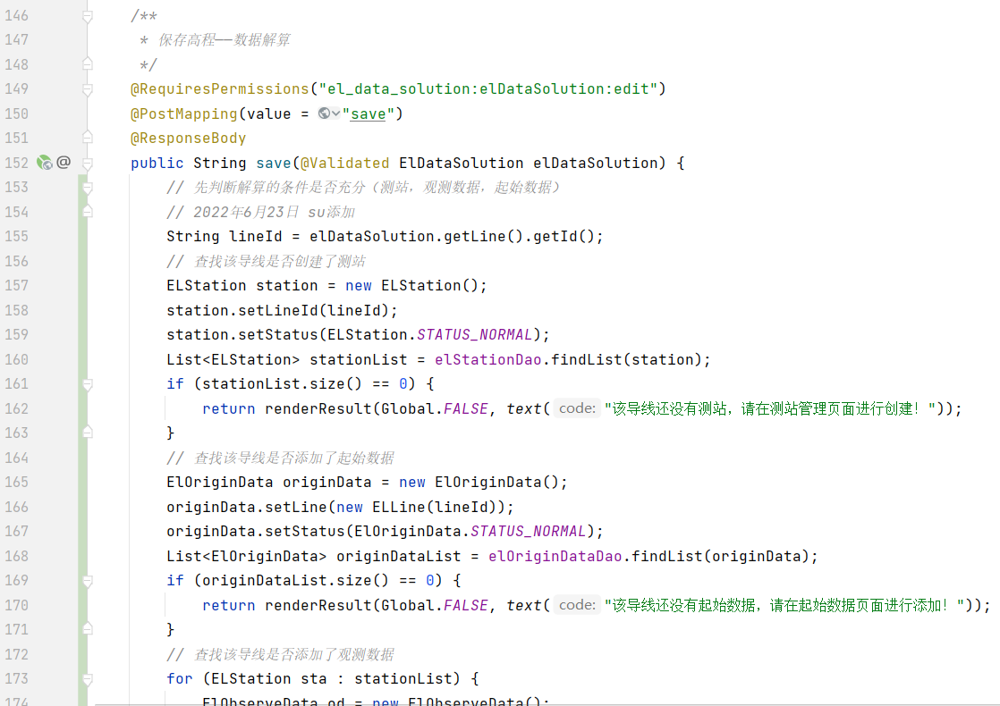 146 /**
147 * 保存高程——数据解算
148 */
149 @RequiresPermissions("el_data_solution:elDataSolution:edit")
150 @PostMapping(value = "save")
151 @ResponseBody
152 @ public String save(@Validated ElDataSolution elDataSolution) {
153 // 先判断解算的条件是否充分（测站，观测数据，起始数据）
154 // 2022年6月23日 su添加
155 String lineId = elDataSolution.getLine().getId();
156 // 查找该导线是否创建了测站
157 ELStation station = new ELStation();
158 station.setLineId(lineId);
159 station.setStatus(ELStation.STATUS_NORMAL);
160 List<ELStation> stationList = elStationDao.findList(station);
161 if (stationList.size() == 0) {
162 return renderResult(Global.FALSE, text( code: "该导线还没有测站，请在测站管理页面进行创建！"));
163 }
164 // 查找该导线是否添加了起始数据
165 ElOriginData originData = new ElOriginData();
166 originData.setLine(new ELLine(lineId));
167 originData.setStatus(ElOriginData.STATUS_NORMAL);
168 List<ElOriginData> originDataList = elOriginDataDao.findList(originData);
169 if (originDataList.size() == 0) {
170 return renderResult(Global.FALSE, text( code: "该导线还没有起始数据，请在起始数据页面进行添加！"));
171 }
172 // 查找该导线是否添加了观测数据
173 for (ELStation sta : stationList) {
174 ElObserveData od = new ElObserveData();